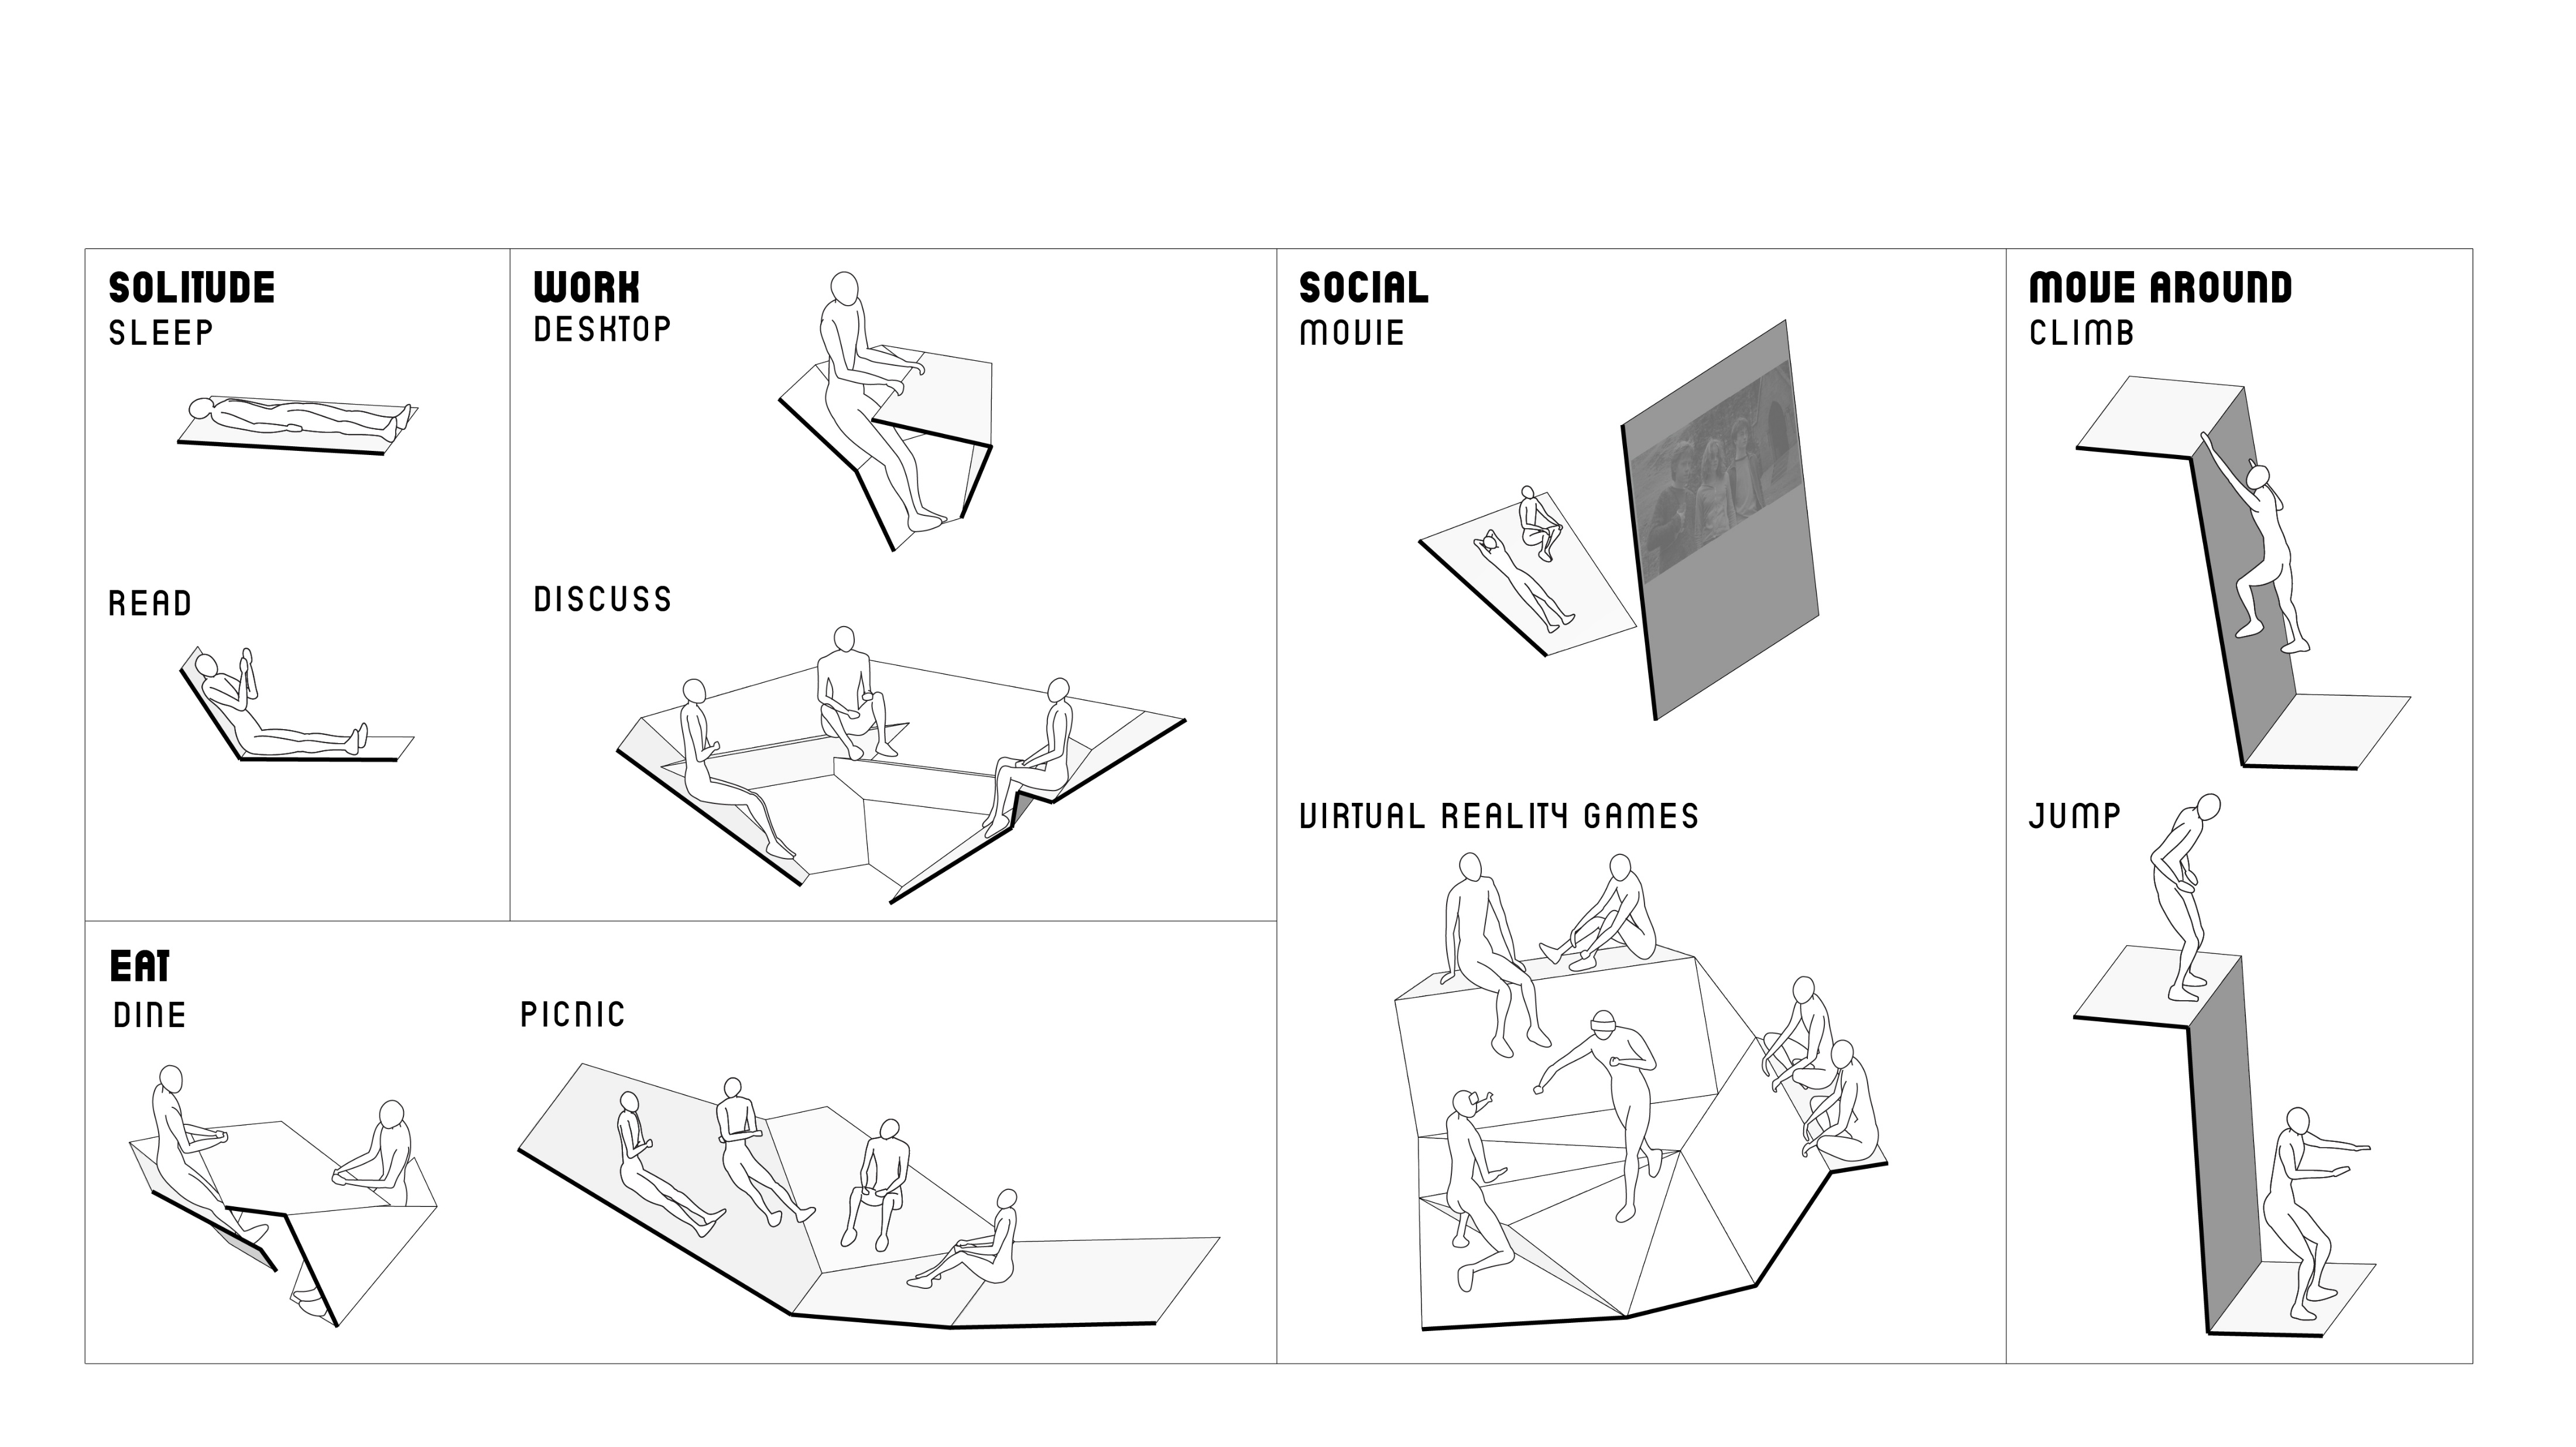 SOLITUDE
SLEEP
READ
WORK
DESKTOP
DISCUSS
EAT
DINE
PICNIC
SOCIAL
MOVIE
VIRTUAL REALITY GAMES
MOVE AROUND
CLIMB
JUMP